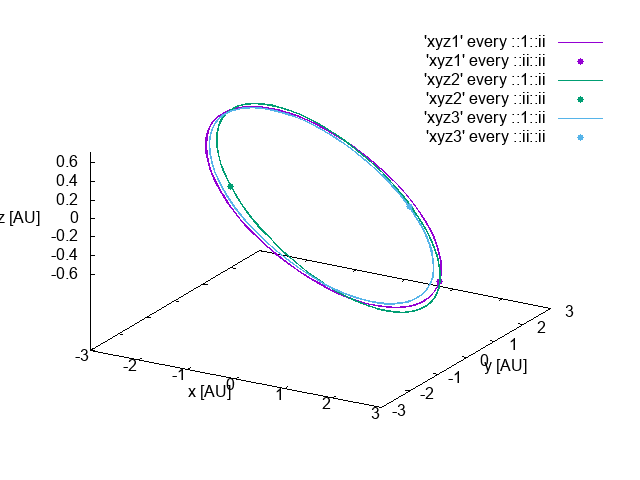 'xyz1' every ::1::ii
'xyz1' every ::ii::ii
'xyz2' every ::1::ii
'xyz2' every ::ii::ii
'xyz3' every ::1::ii
'xyz3' every ::ii::ii
0.6
0.4
0.2
0
-0.2
-0.4
-0.6
z [AU]
-3
-2
-1
0
1
2
3
x [AU]
-3
-2
-1
0
1
2
3
y [AU]